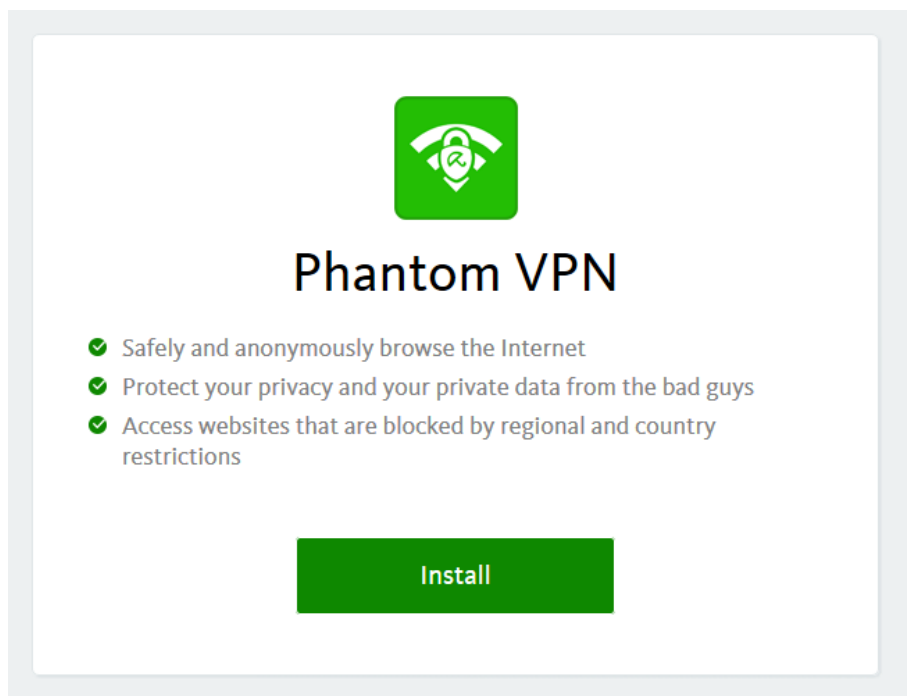 Phantom VPN
Safely and anonymously browse the Internet
Protect your privacy and your private data from the bad guys
Access websites that are blocked by regional and country
restrictions
Install